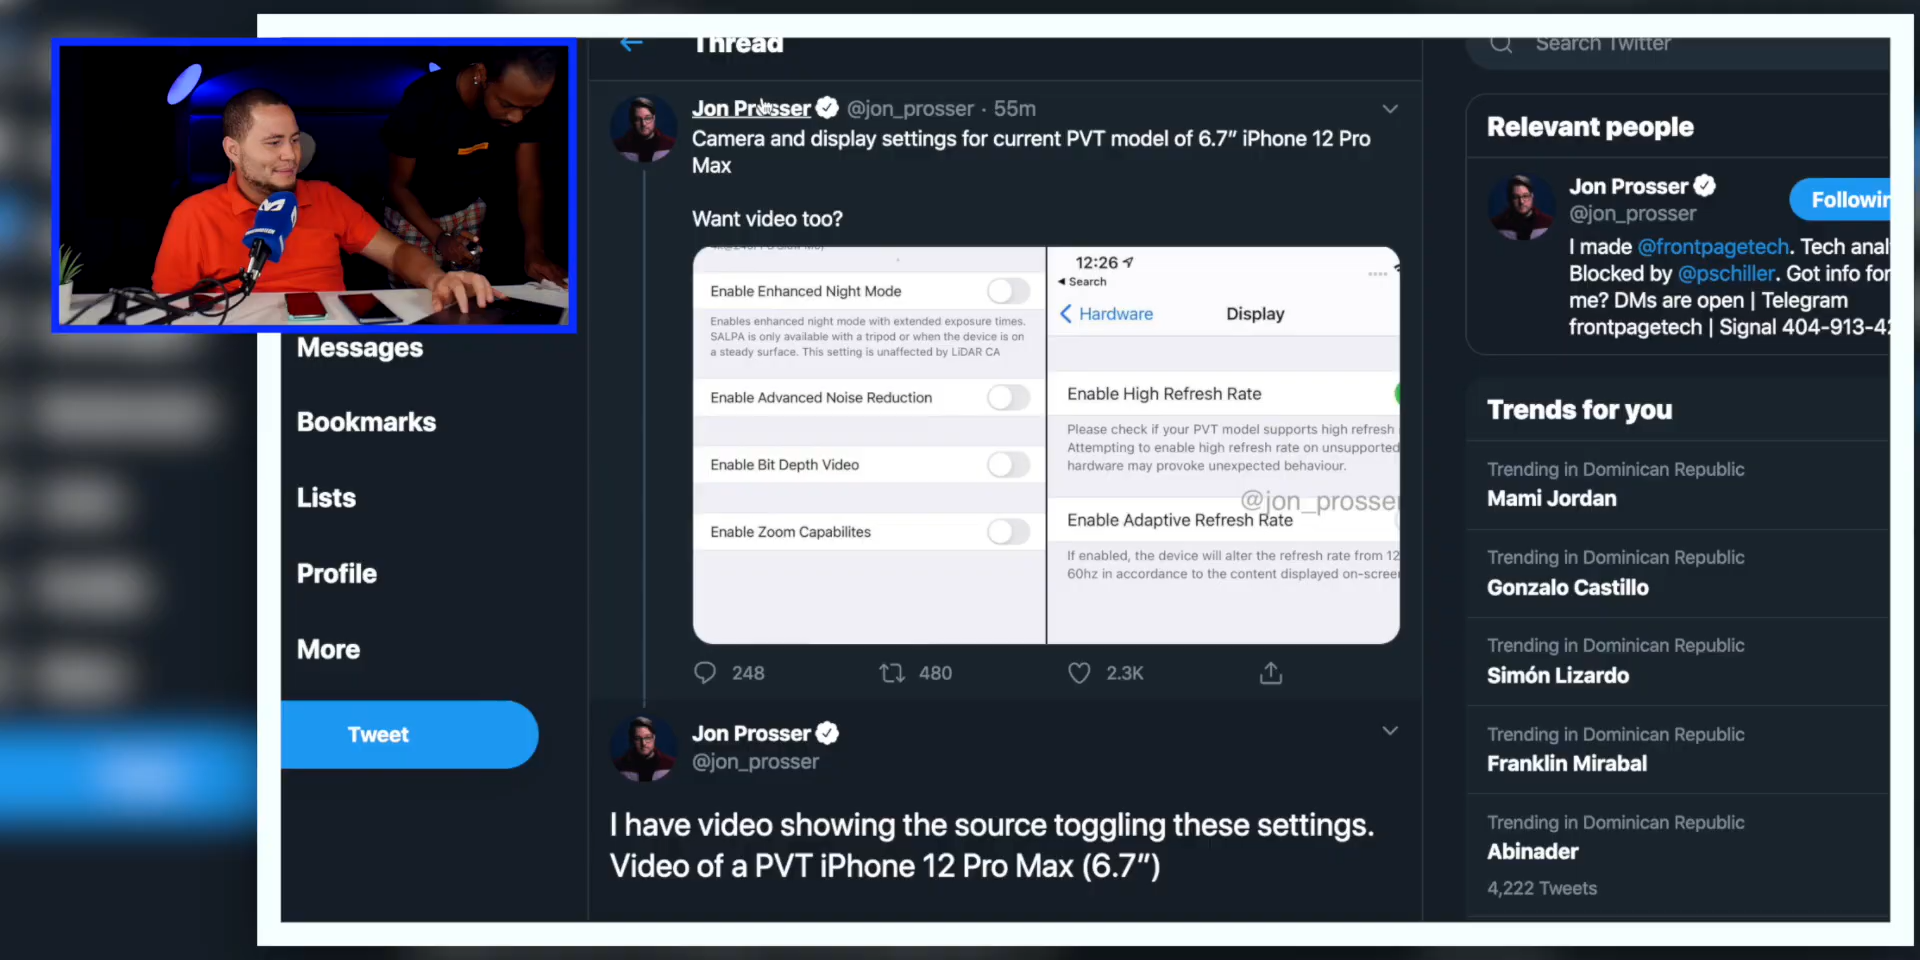 Thread
Search Twitter
Jon Prosser @jon_prosser · 55m
Camera and display settings for current PVT model of 6.7” iPhone 12 Pro
Max
Want video too?
Enable Enhanced Night Mode
Enables enhanced night mode with extended exposure times.
SALPA is only available with a tripod or when the device is on
a steady surface. This setting is unaffected by LiDAR CA
Enable Advanced Noise Reduction
Enable Bit Depth Video
Enable Zoom Capabilites
12:26
Search
Hardware
Display
Enable High Refresh Rate
Please check if your PVT model supports high refresh
Attempting to enable high refresh rate on unsupported
hardware may provoke unexpected behaviour.
@jon_prosser
Enable Adaptive Refresh Rate
If enabled, the device will alter the refresh rate from 12
60hz in accordance to the content displayed on-scree
248
480
2.3K
Jon Prosser
@jon_prosser
I have video showing the source toggling these settings.
Video of a PVT iPhone 12 Pro Max (6.7”)
Messages
Bookmarks
Lists
Profile
More
Tweet
Relevant people
Jon Prosser
@jon_prosser
Followin
I made @frontpagetech. Tech anal
Blocked by @pschiller. Got info for
me? DMs are open | Telegram
frontpagetech | Signal 404-913-42
Trends for you
Trending in Dominican Republic
Mami Jordan
Trending in Dominican Republic
Gonzalo Castillo
Trending in Dominican Republic
Simón Lizardo
Trending in Dominican Republic
Franklin Mirabal
Trending in Dominican Republic
Abinader
4,222 Tweets